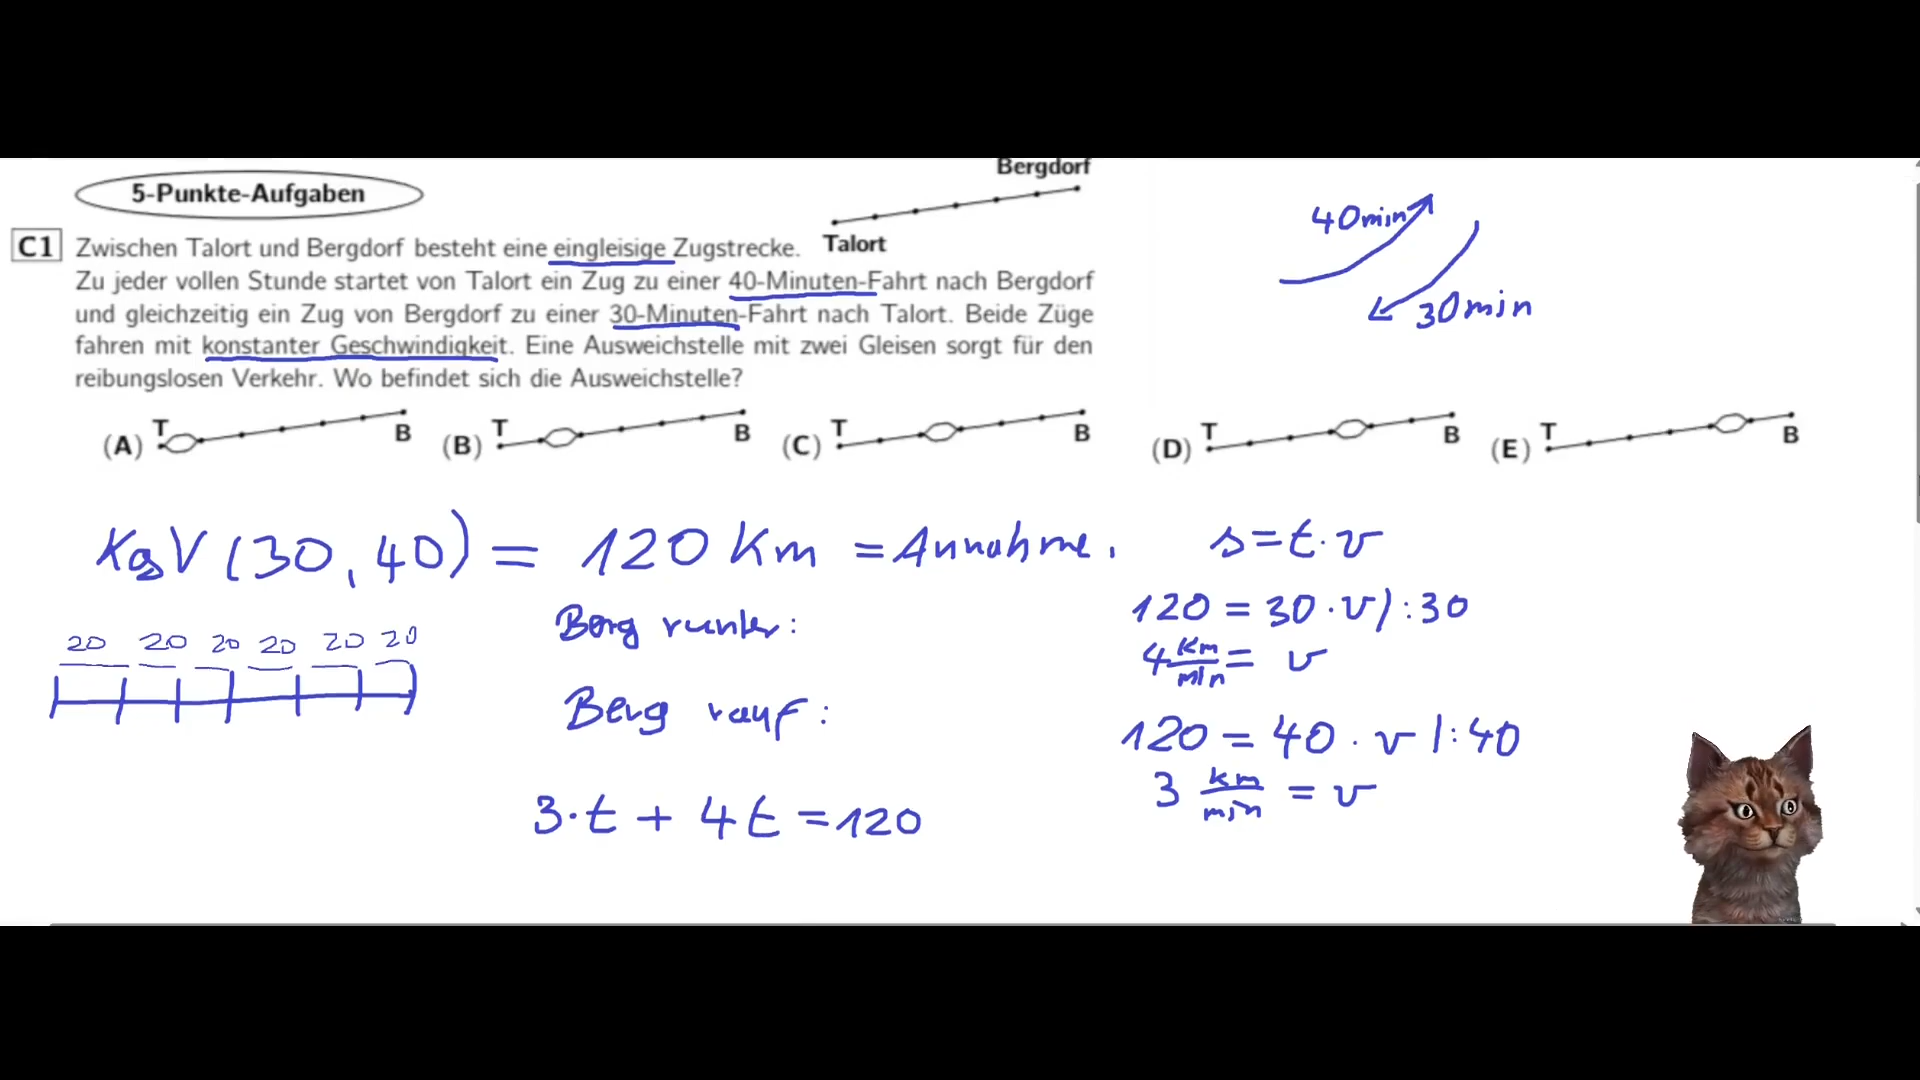 Bergdorf
5-Punkte-Aufgaben
Talort
C1 Zwischen Talort und Bergdorf besteht eine eingleisige Zugstrecke.
Zu jeder vollen Stunde startet von Talort ein Zug zu einer 40-Minuten-Fahrt nach Bergdorf
und gleichzeitig ein Zug von Bergdorf zu einer 30-Minuten-Fahrt nach Talort. Beide Züge
fahren mit konstanter Geschwindigkeit. Eine Ausweichstelle mit zwei Gleisen sorgt für den
reibungslosen Verkehr. Wo befindet sich die Ausweichstelle?
40min
30min
(A) T B (B) T B (C) T B (D) T B (E) T B
KgV (30, 40) = 120 Km = Annahme.
s = t · v
Berg runter:
120 = 30 · v /: 30
20 20 20 20 20 20
4 km/min = v
Berg rauf:
120 = 40 · v /: 40
3 km/min = v
3·t + 4t = 120